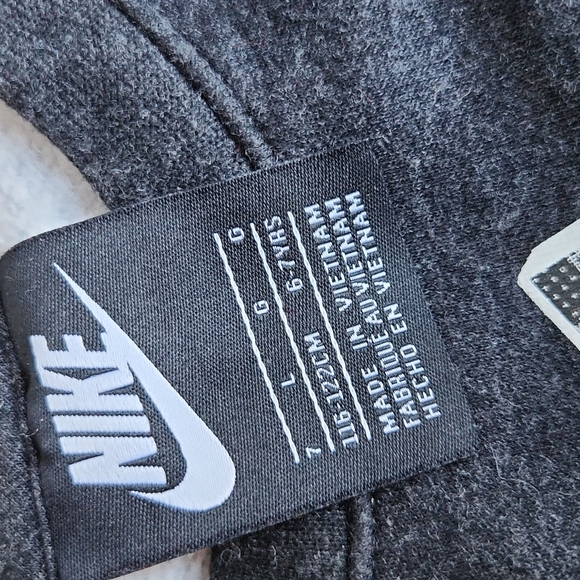 NIKE
7
L G G
116-122CM 6-7YRS
MADE IN VIETNAM
FABRIQUÉ AU VIETNAM
HECHO EN VIETNAM